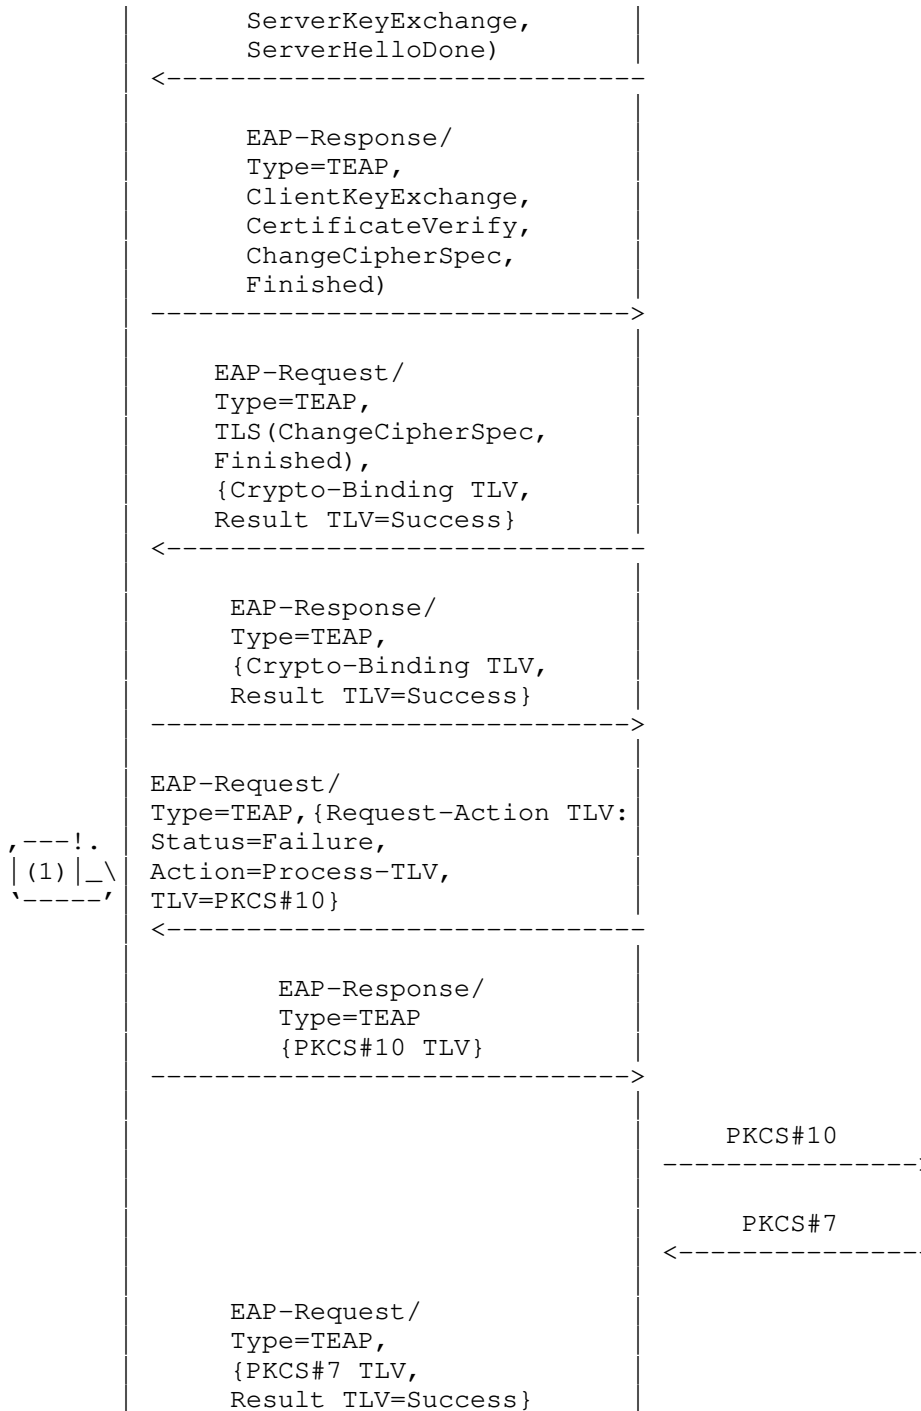 ServerKeyExchange,
ServerHelloDone)
<------------------------------
EAP-Response/
Type=TEAP,
ClientKeyExchange,
CertificateVerify,
ChangeCipherSpec,
Finished)
------------------------------>
EAP-Request/
Type=TEAP,
TLS(ChangeCipherSpec,
Finished),
{Crypto-Binding TLV,
Result TLV=Success}
<------------------------------
EAP-Response/
Type=TEAP,
{Crypto-Binding TLV,
Result TLV=Success}
------------------------------>
EAP-Request/
Type=TEAP,{Request-Action TLV:
,---!. Status=Failure,
|(1)|_\ Action=Process-TLV,
`-----' TLV=PKCS#10}
<------------------------------
EAP-Response/
Type=TEAP
{PKCS#10 TLV}
------------------------------>
PKCS#10
---------------->
PKCS#7
<----------------
EAP-Request/
Type=TEAP,
{PKCS#7 TLV,
Result TLV=Success}